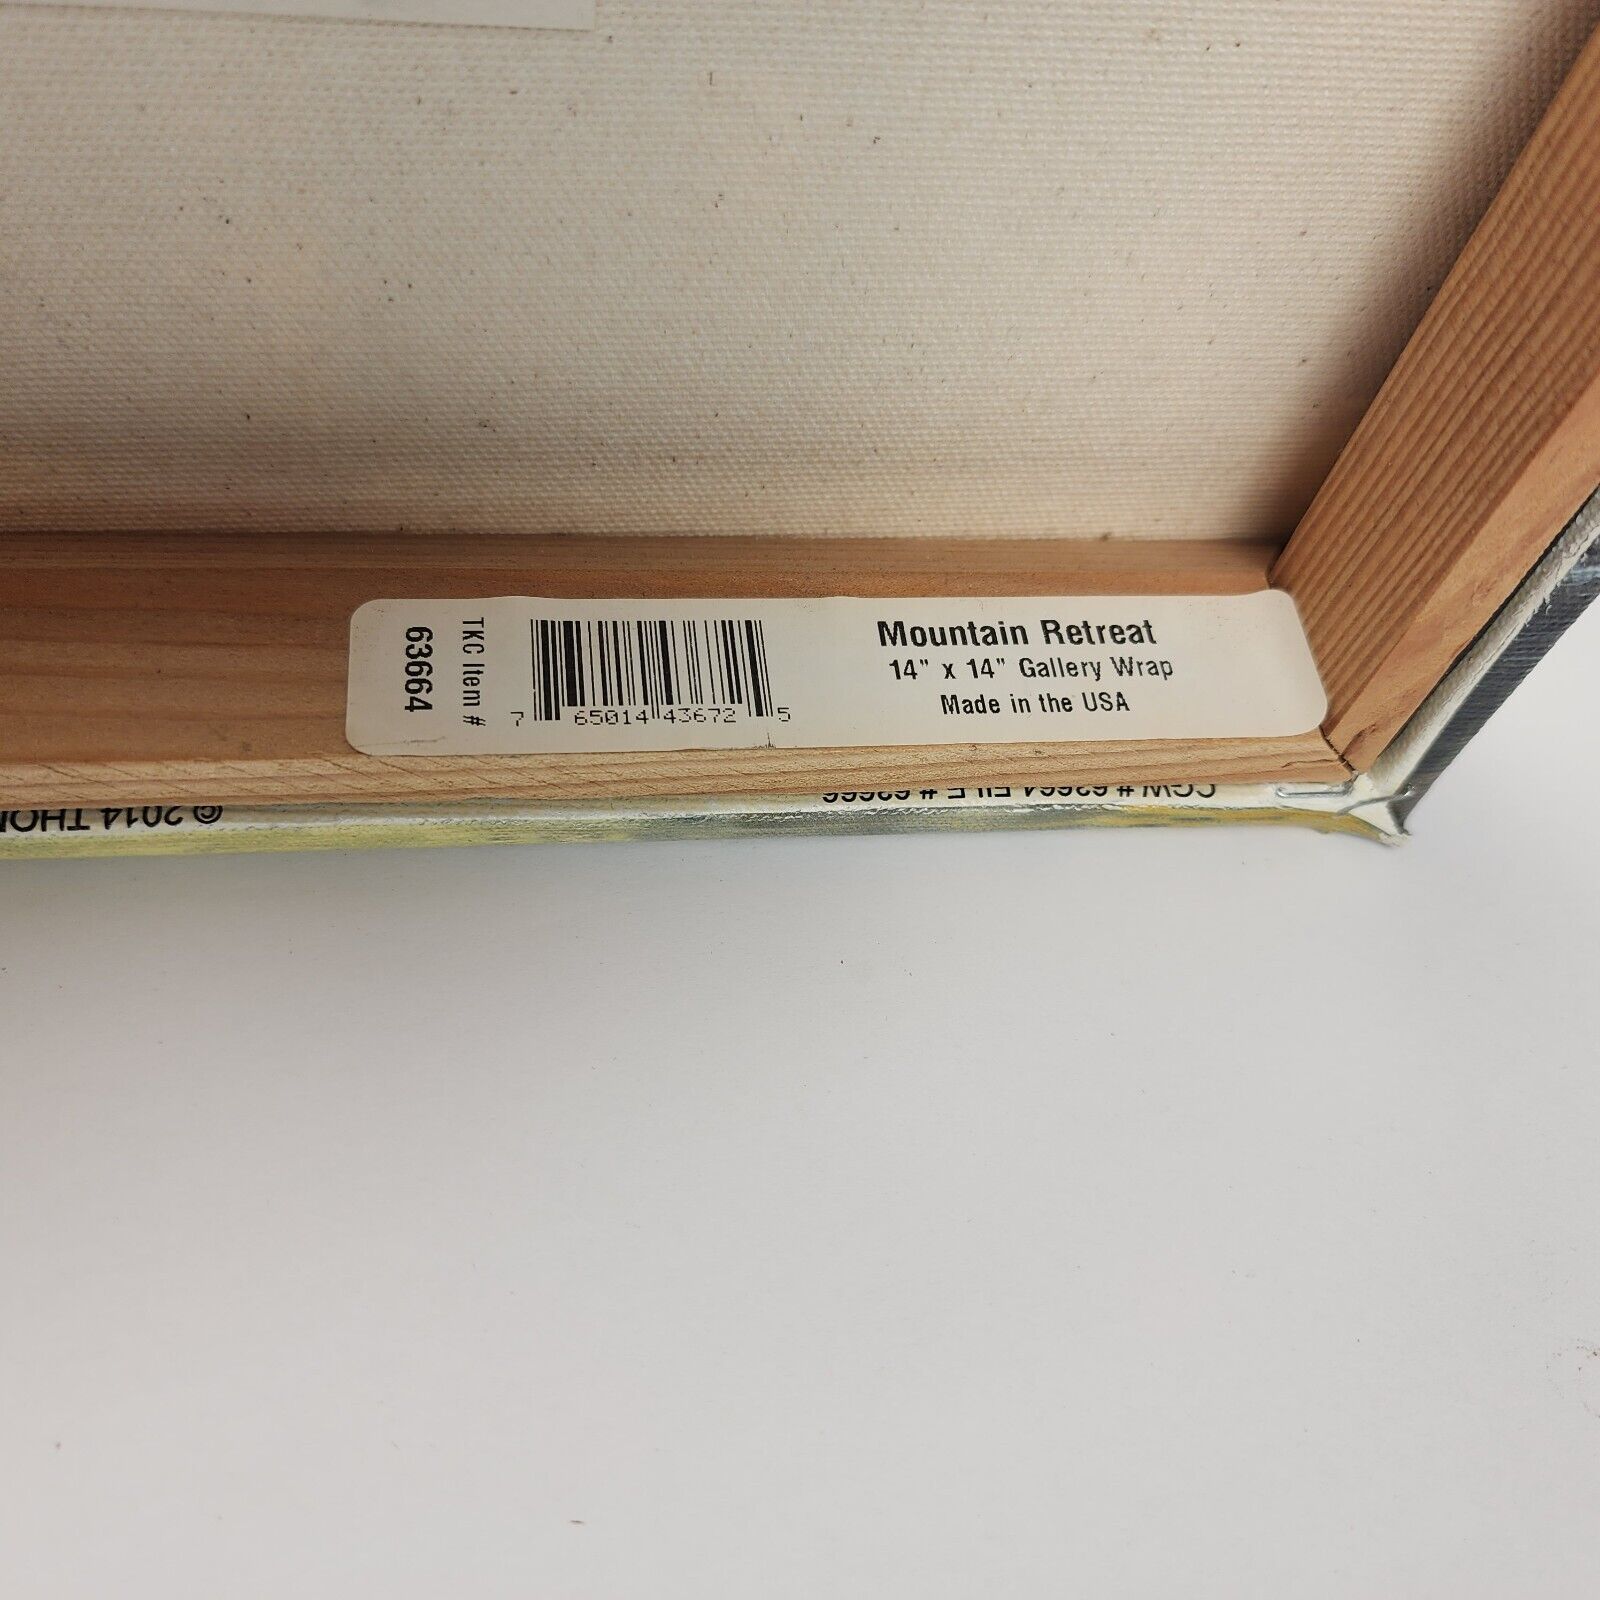 Mountain Retreat
14" x 14" Gallery Wrap
Made in the USA
TKC Item #
63664
7 65014 43672 5
CGW # 63664 FILE # 63666
© 2014